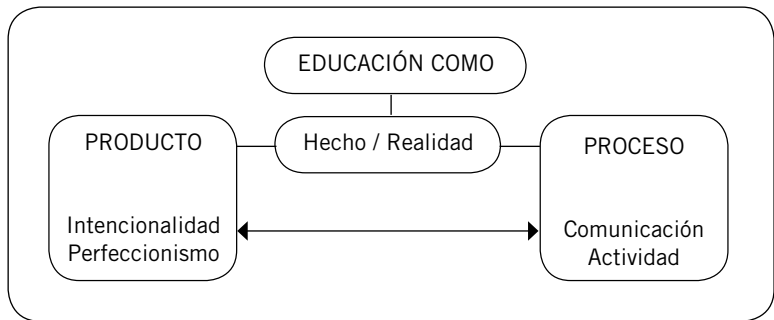 EDUCACIÓN COMO
Hecho / Realidad
PRODUCTO
Intencionalidad
Perfeccionismo
PROCESO
Comunicación
Actividad